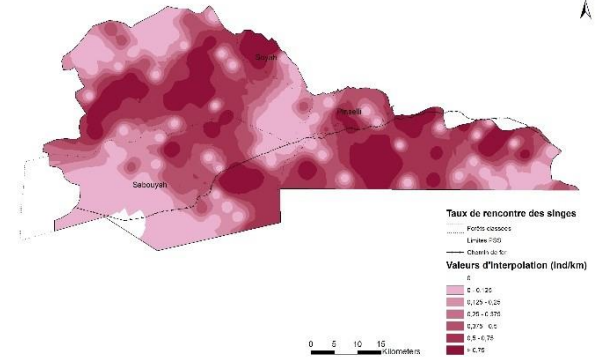 Soyah
Pinselli
Sabouyah
Taux de rencontre des singes
Forêts classées
Limites PSS
Chemin de fer
Valeurs d'interpolation (Ind/km)
0
0 - 0,125
0,125 - 0,25
0,25 - 0,375
0,375 - 0,5
0,5 - 0,75
> 0,75
0 5 10 15
Kilometers